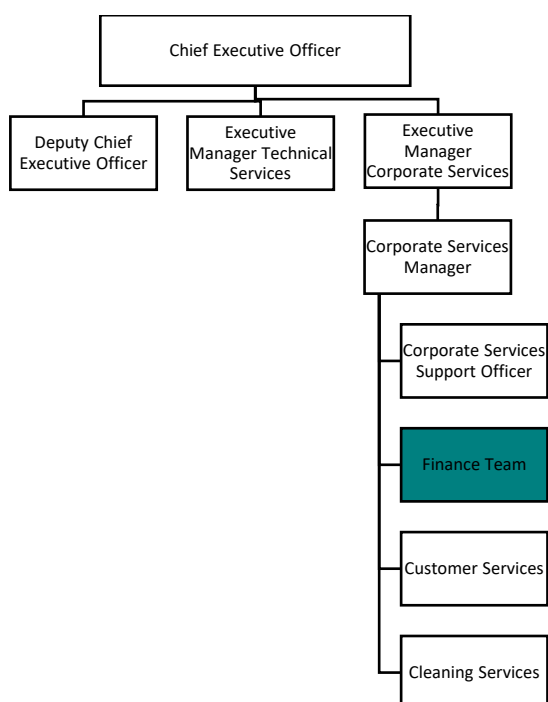 Chief Executive Officer
Deputy Chief
Executive Officer
Executive
Manager Technical
Services
Executive
Manager
Corporate Services
Corporate Services
Manager
Corporate Services
Support Officer
Finance Team
Customer Services
Cleaning Services